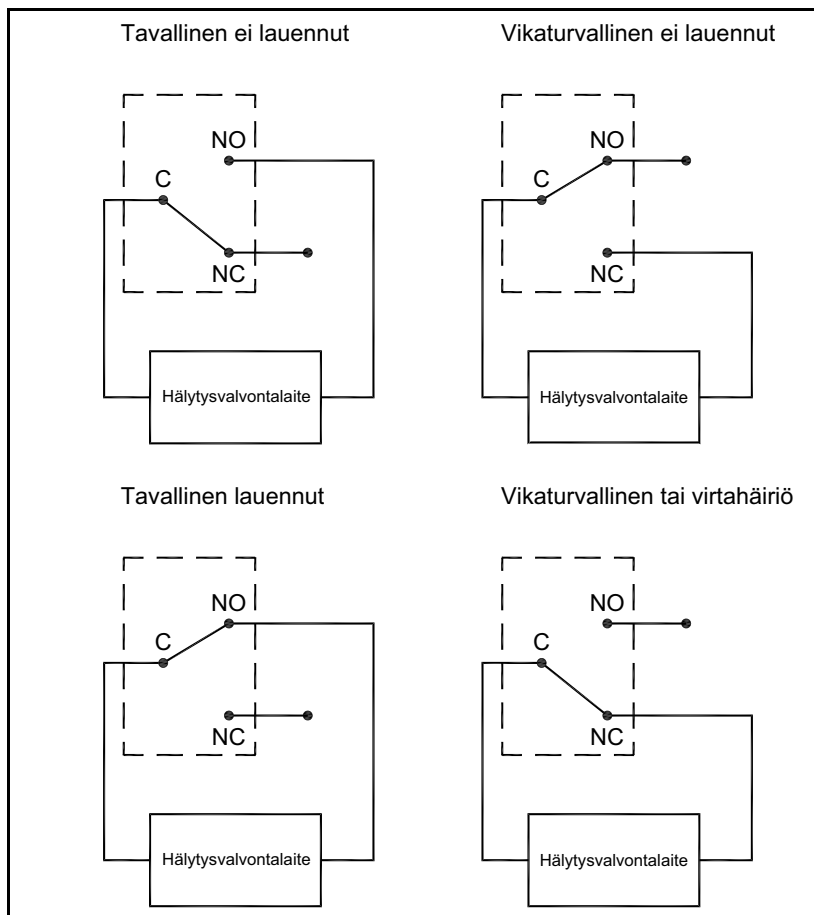 Tavallinen ei lauennut
NO
C
NC
Hälytysvalvontalaite
Vikaturvallinen ei lauennut
NO
C
NC
Hälytysvalvontalaite
Tavallinen lauennut
NO
C
NC
Hälytysvalvontalaite
Vikaturvallinen tai virtahäiriö
NO
C
NC
Hälytysvalvontalaite